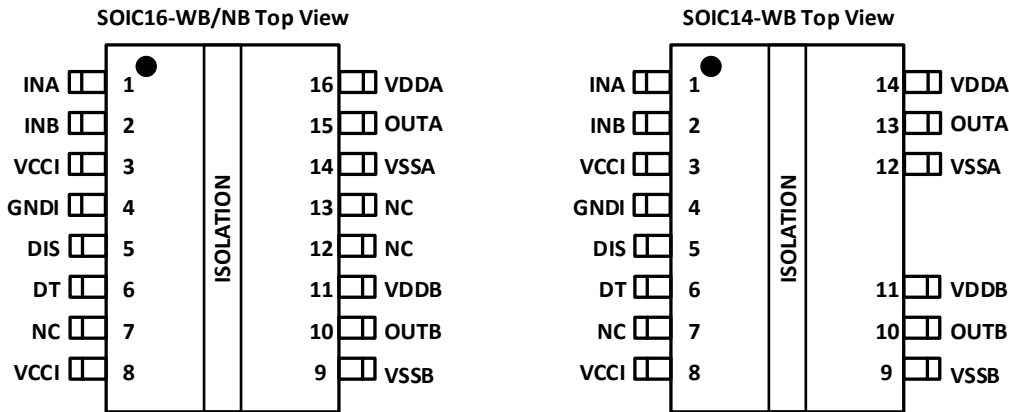 SOIC16-WB/NB Top View
INA 1 16 VDDA
INB 2 15 OUTA
VCCI 3 14 VSSA
GNDI 4 13 NC
DIS 5 12 NC
DT 6 11 VDDB
NC 7 10 OUTB
VCCI 8 9 VSSB
ISOLATION
SOIC14-WB Top View
INA 1 14 VDDA
INB 2 13 OUTA
VCCI 3 12 VSSA
GNDI 4
DIS 5
DT 6 11 VDDB
NC 7 10 OUTB
VCCI 8 9 VSSB
ISOLATION